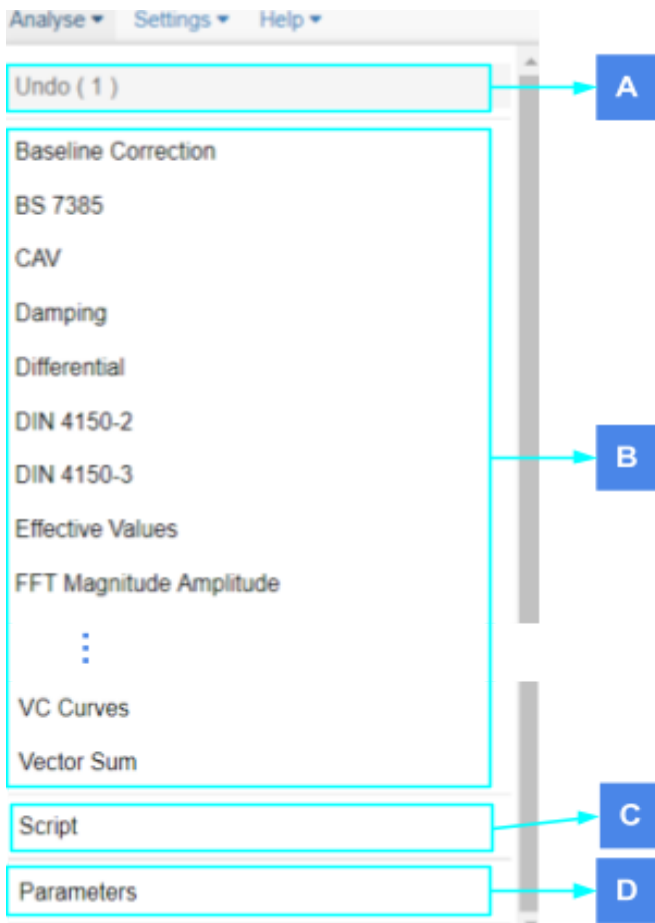 Analyse Settings Help
Undo ( 1 )
A
Baseline Correction
BS 7385
CAV
Damping
Differential
DIN 4150-2
DIN 4150-3
B
Effective Values
FFT Magnitude Amplitude
VC Curves
Vector Sum
Script
C
Parameters
D